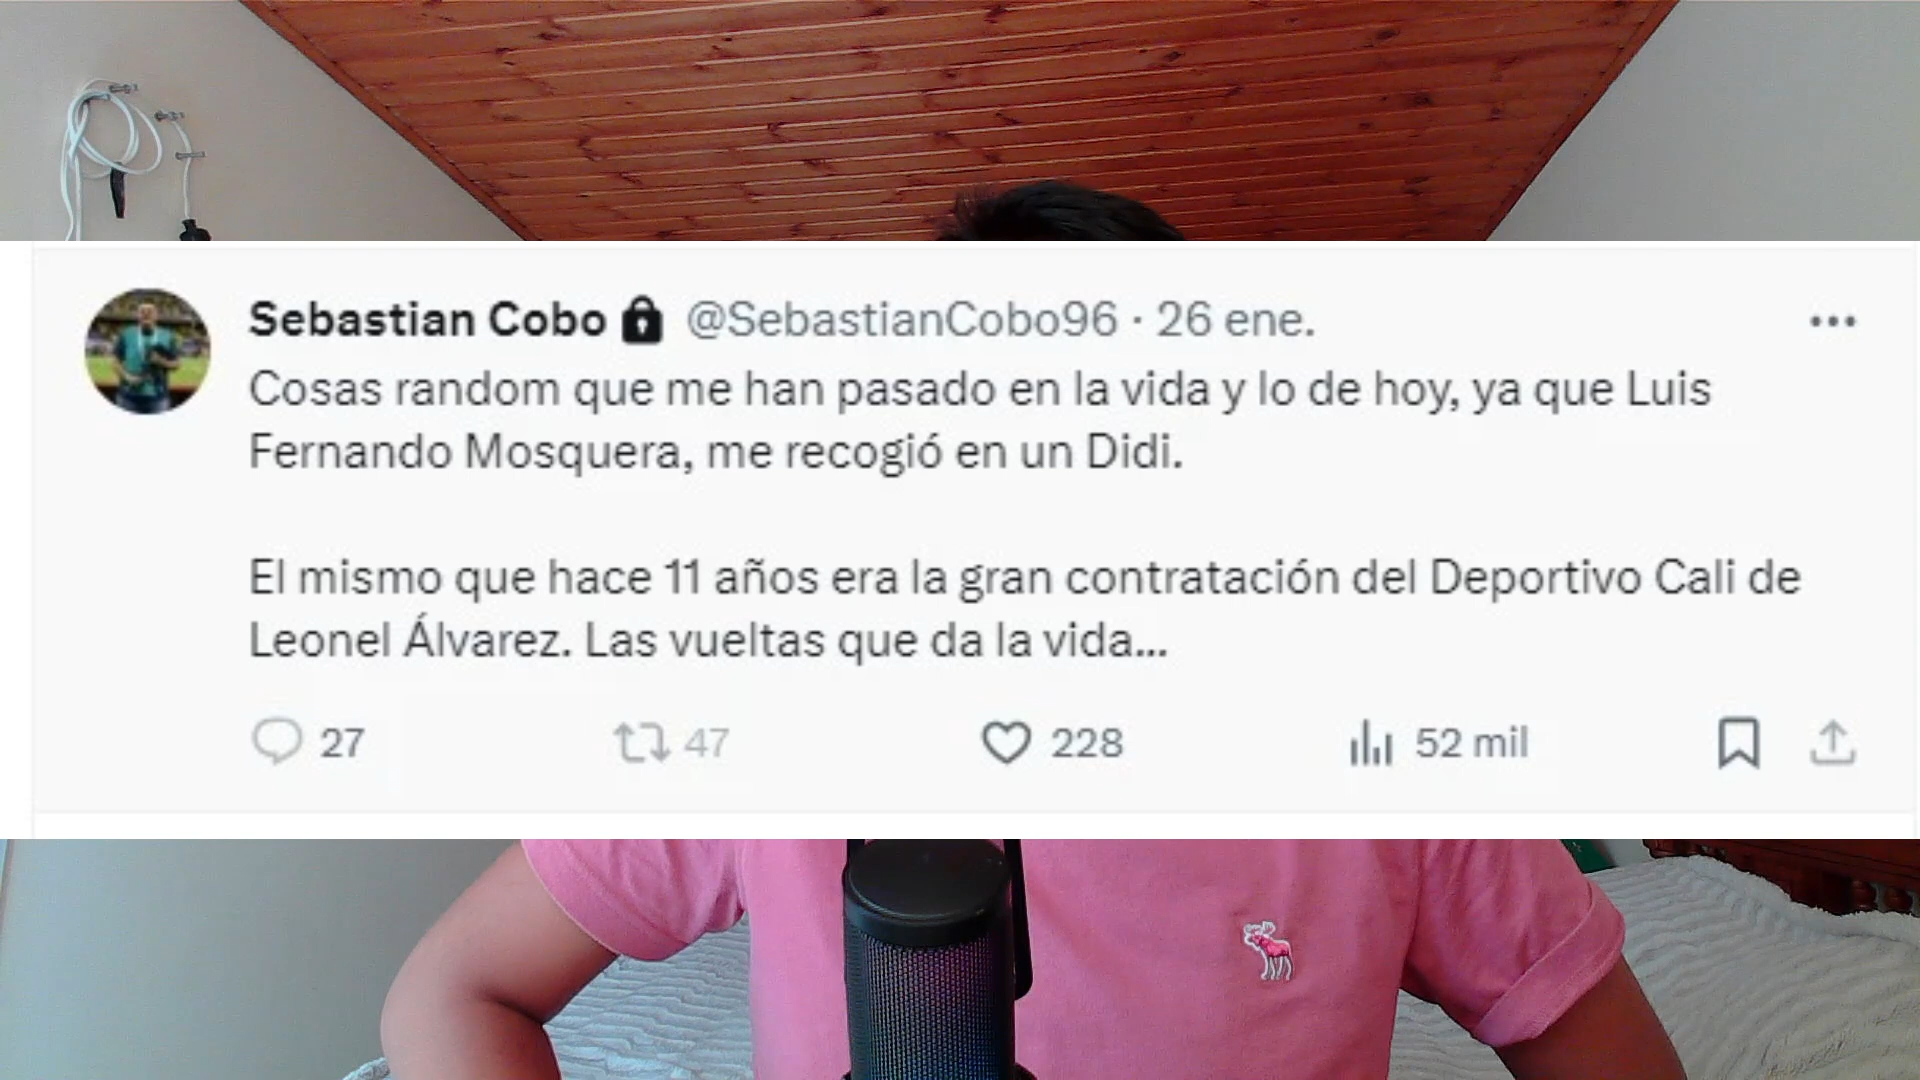 Sebastian Cobo @SebastianCobo96 · 26 ene.
Cosas random que me han pasado en la vida y lo de hoy, ya que Luis
Fernando Mosquera, me recogió en un Didi.
El mismo que hace 11 años era la gran contratación del Deportivo Cali de
Leonel Álvarez. Las vueltas que da la vida...
27 47 228 52 mil